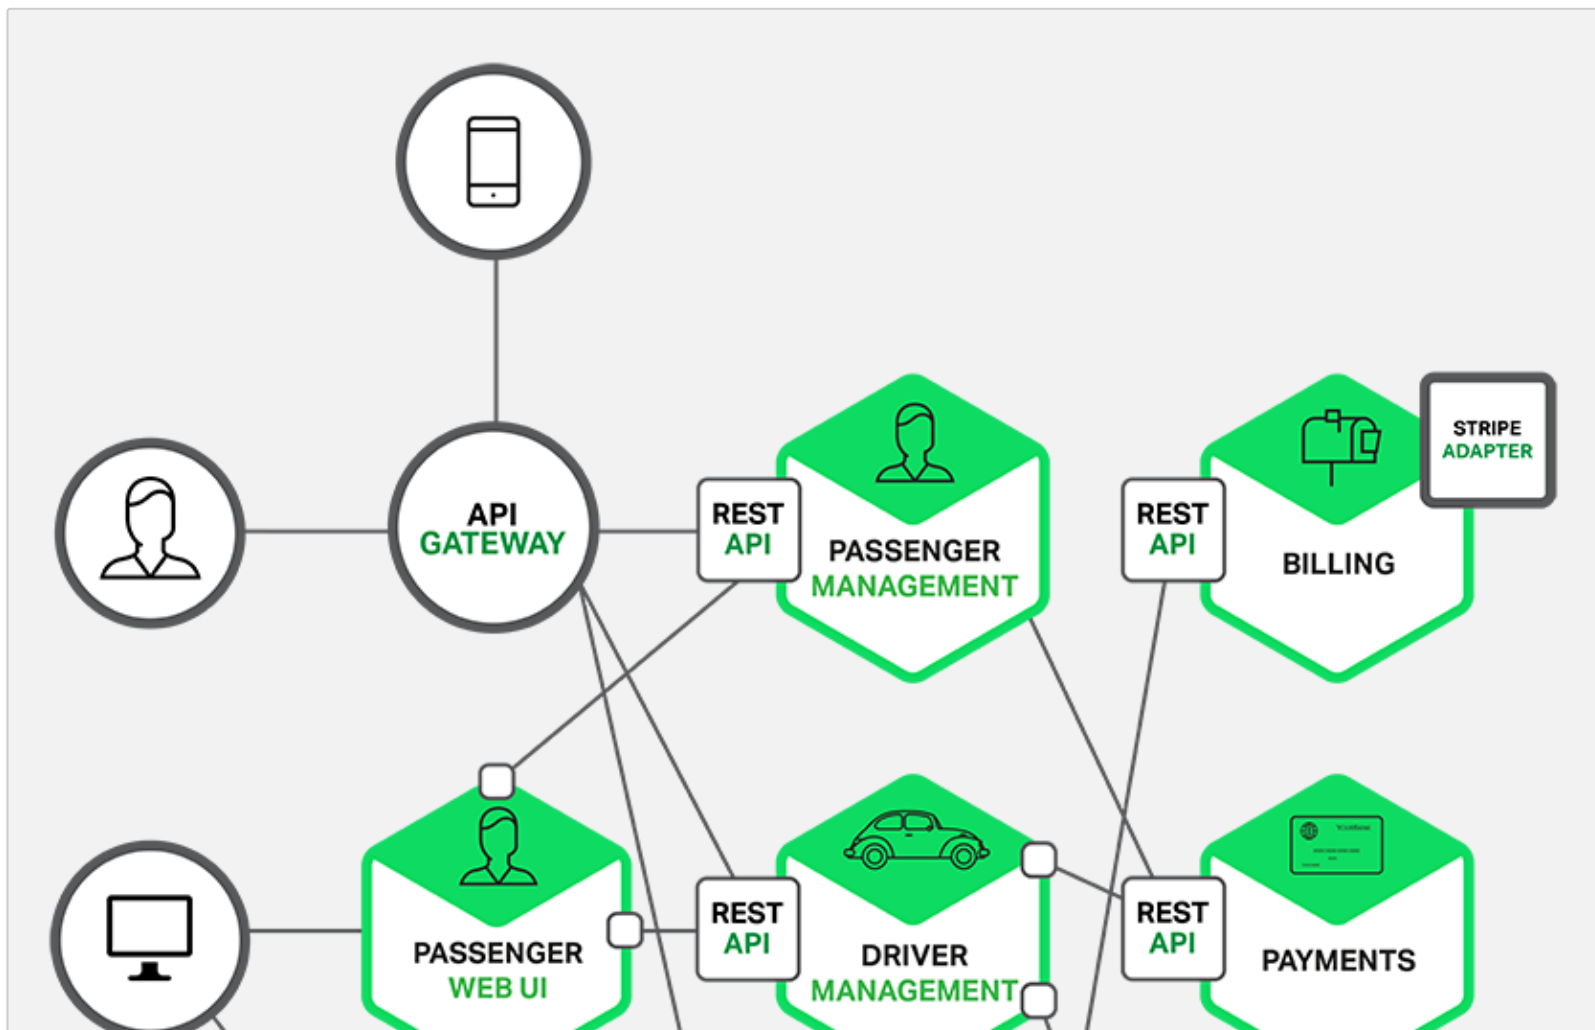 STRIPE
ADAPTER
API
GATEWAY
REST
API
PASSENGER
MANAGEMENT
REST
API
BILLING
PASSENGER
WEB UI
REST
API
DRIVER
MANAGEMENT
REST
API
PAYMENTS